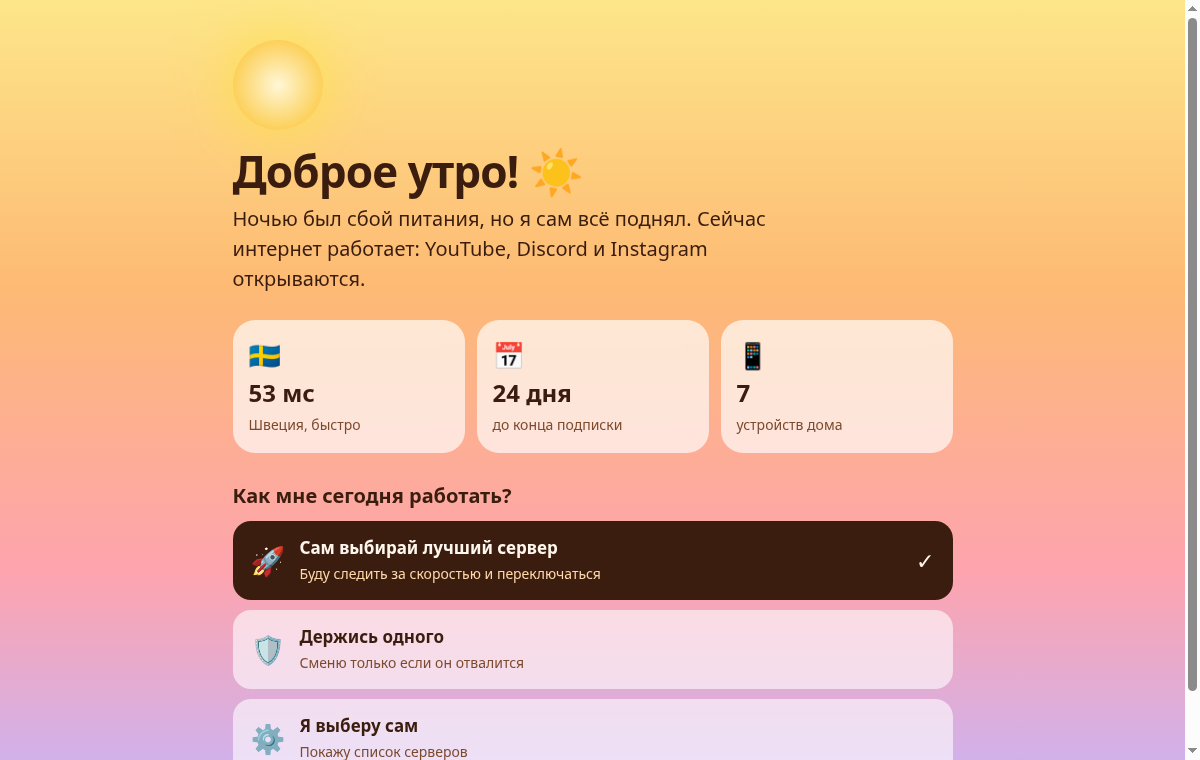 Доброе утро! ☀️
Ночью был сбой питания, но я сам всё поднял. Сейчас
интернет работает: YouTube, Discord и Instagram
открываются.
🇸🇪
53 мс
Швеция, быстро
📅
24 дня
до конца подписки
📱
7
устройств дома
Как мне сегодня работать?
🚀 Сам выбирай лучший сервер ✓
Буду следить за скоростью и переключаться
🛡️ Держись одного
Сменю только если он отвалится
⚙️ Я выберу сам
Покажу список серверов